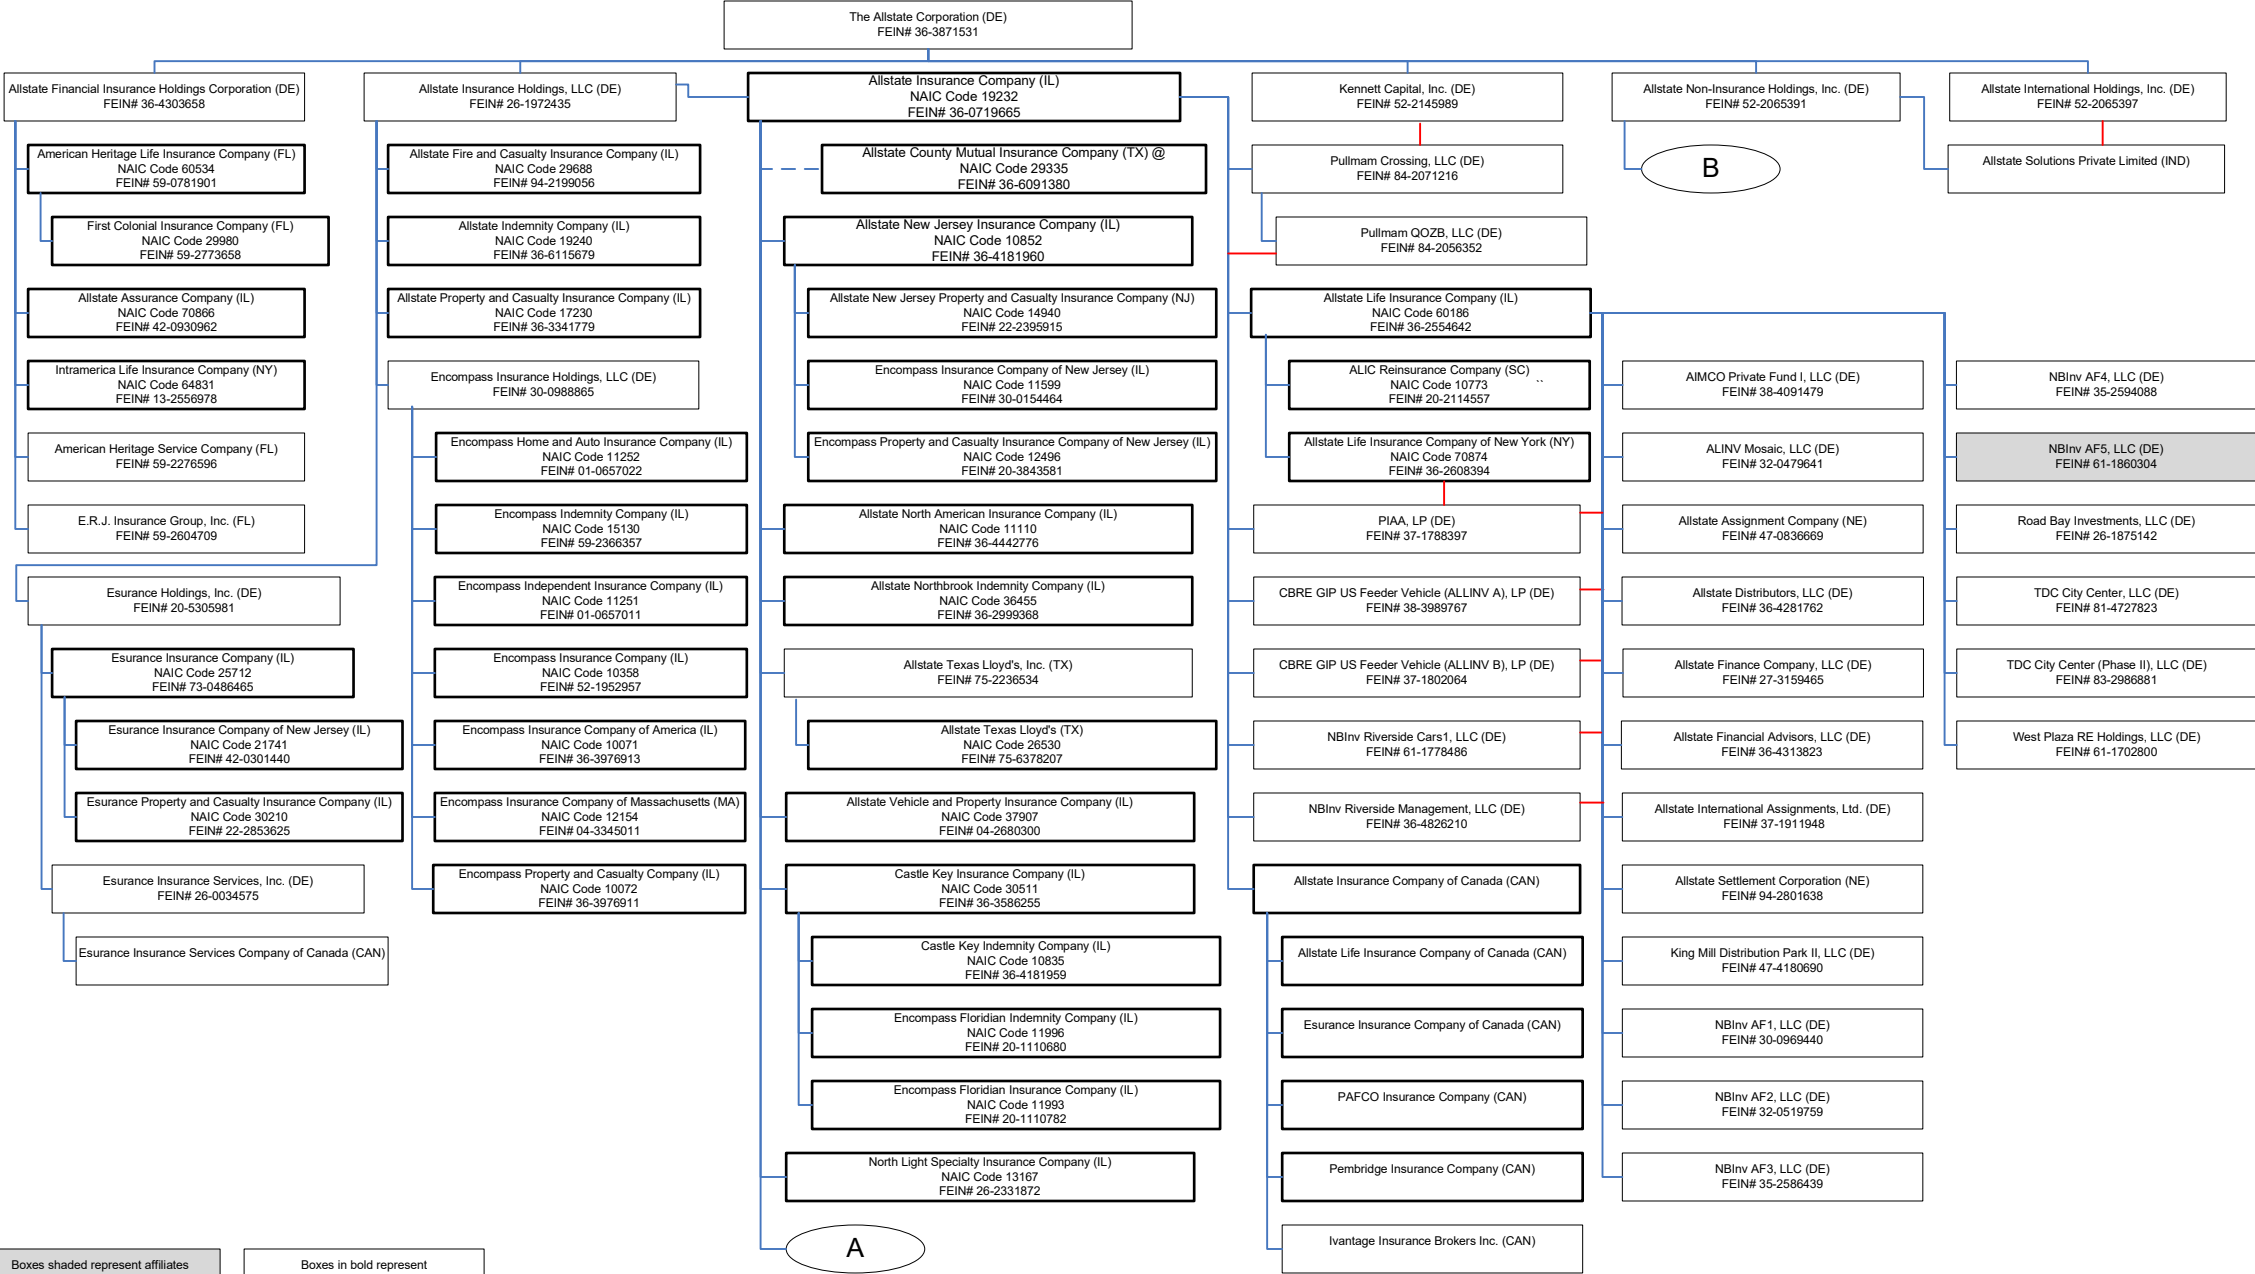 The Allstate Corporation (DE)
FEIN# 36-3871531
Allstate Financial Insurance Holdings Corporation (DE)
FEIN# 36-4303658
Allstate Insurance Holdings, LLC (DE)
FEIN# 26-1972435
Allstate Insurance Company (IL)
NAIC Code 19232
FEIN# 36-0719665
Kennett Capital, Inc. (DE)
FEIN# 52-2145989
Allstate Non-Insurance Holdings, Inc. (DE)
FEIN# 52-2065391
Allstate International Holdings, Inc. (DE)
FEIN# 52-2065397
American Heritage Life Insurance Company (FL)
NAIC Code 60534
FEIN# 59-0781901
First Colonial Insurance Company (FL)
NAIC Code 29980
FEIN# 59-2773658
Allstate Assurance Company (IL)
NAIC Code 70866
FEIN# 42-0930962
Intramerica Life Insurance Company (NY)
NAIC Code 64831
FEIN# 13-2556978
American Heritage Service Company (FL)
FEIN# 59-2276596
E.R.J. Insurance Group, Inc. (FL)
FEIN# 59-2604709
Esurance Holdings, Inc. (DE)
FEIN# 20-5305981
Esurance Insurance Company (IL)
NAIC Code 25712
FEIN# 73-0486465
Esurance Insurance Company of New Jersey (IL)
NAIC Code 21741
FEIN# 42-0301440
Esurance Property and Casualty Insurance Company (IL)
NAIC Code 30210
FEIN# 22-2853625
Esurance Insurance Services, Inc. (DE)
FEIN# 26-0034575
Esurance Insurance Services Company of Canada (CAN)
Allstate Fire and Casualty Insurance Company (IL)
NAIC Code 29688
FEIN# 94-2199056
Allstate Indemnity Company (IL)
NAIC Code 19240
FEIN# 36-6115679
Allstate Property and Casualty Insurance Company (IL)
NAIC Code 17230
FEIN# 36-3341779
Encompass Insurance Holdings, LLC (DE)
FEIN# 30-0988865
Encompass Home and Auto Insurance Company (IL)
NAIC Code 11252
FEIN# 01-0657022
Encompass Indemnity Company (IL)
NAIC Code 15130
FEIN# 59-2366357
Encompass Independent Insurance Company (IL)
NAIC Code 11251
FEIN# 01-0657011
Encompass Insurance Company (IL)
NAIC Code 10358
FEIN# 52-1952957
Encompass Insurance Company of America (IL)
NAIC Code 10071
FEIN# 36-3976913
Encompass Insurance Company of Massachusetts (MA)
NAIC Code 12154
FEIN# 04-3345011
Encompass Property and Casualty Company (IL)
NAIC Code 10072
FEIN# 36-3976911
Allstate County Mutual Insurance Company (TX) @
NAIC Code 29335
FEIN# 36-6091380
Allstate New Jersey Insurance Company (IL)
NAIC Code 10852
FEIN# 36-4181960
Allstate New Jersey Property and Casualty Insurance Company (NJ)
NAIC Code 14940
FEIN# 22-2395915
Encompass Insurance Company of New Jersey (IL)
NAIC Code 11599
FEIN# 30-0154464
Encompass Property and Casualty Insurance Company of New Jersey (IL)
NAIC Code 12496
FEIN# 20-3843581
Allstate North American Insurance Company (IL)
NAIC Code 11110
FEIN# 36-4442776
Allstate Northbrook Indemnity Company (IL)
NAIC Code 36455
FEIN# 36-2999368
Allstate Texas Lloyd's, Inc. (TX)
FEIN# 75-2236534
Allstate Texas Lloyd's (TX)
NAIC Code 26530
FEIN# 75-6378207
Allstate Vehicle and Property Insurance Company (IL)
NAIC Code 37907
FEIN# 04-2680300
Castle Key Insurance Company (IL)
NAIC Code 30511
FEIN# 36-3586255
Castle Key Indemnity Company (IL)
NAIC Code 10835
FEIN# 36-4181959
Encompass Floridian Indemnity Company (IL)
NAIC Code 11996
FEIN# 20-1110680
Encompass Floridian Insurance Company (IL)
NAIC Code 11993
FEIN# 20-1110782
North Light Specialty Insurance Company (IL)
NAIC Code 13167
FEIN# 26-2331872
A
Pullmam Crossing, LLC (DE)
FEIN# 84-2071216
Pullmam QOZB, LLC (DE)
FEIN# 84-2056352
Allstate Life Insurance Company (IL)
NAIC Code 60186
FEIN# 36-2554642
ALIC Reinsurance Company (SC)
NAIC Code 10773 ``
FEIN# 20-2114557
Allstate Life Insurance Company of New York (NY)
NAIC Code 70874
FEIN# 36-2608394
PIAA, LP (DE)
FEIN# 37-1788397
CBRE GIP US Feeder Vehicle (ALLINV A), LP (DE)
FEIN# 38-3989767
CBRE GIP US Feeder Vehicle (ALLINV B), LP (DE)
FEIN# 37-1802064
NBInv Riverside Cars1, LLC (DE)
FEIN# 61-1778486
NBInv Riverside Management, LLC (DE)
FEIN# 36-4826210
Allstate Insurance Company of Canada (CAN)
Allstate Life Insurance Company of Canada (CAN)
Esurance Insurance Company of Canada (CAN)
PAFCO Insurance Company (CAN)
Pembridge Insurance Company (CAN)
Ivantage Insurance Brokers Inc. (CAN)
B
Allstate Solutions Private Limited (IND)
AIMCO Private Fund I, LLC (DE)
FEIN# 38-4091479
ALINV Mosaic, LLC (DE)
FEIN# 32-0479641
Allstate Assignment Company (NE)
FEIN# 47-0836669
Allstate Distributors, LLC (DE)
FEIN# 36-4281762
Allstate Finance Company, LLC (DE)
FEIN# 27-3159465
Allstate Financial Advisors, LLC (DE)
FEIN# 36-4313823
Allstate International Assignments, Ltd. (DE)
FEIN# 37-1911948
Allstate Settlement Corporation (NE)
FEIN# 94-2801638
King Mill Distribution Park II, LLC (DE)
FEIN# 47-4180690
NBInv AF1, LLC (DE)
FEIN# 30-0969440
NBInv AF2, LLC (DE)
FEIN# 32-0519759
NBInv AF3, LLC (DE)
FEIN# 35-2586439
NBInv AF4, LLC (DE)
FEIN# 35-2594088
NBInv AF5, LLC (DE)
FEIN# 61-1860304
Road Bay Investments, LLC (DE)
FEIN# 26-1875142
TDC City Center, LLC (DE)
FEIN# 81-4727823
TDC City Center (Phase II), LLC (DE)
FEIN# 83-2986881
West Plaza RE Holdings, LLC (DE)
FEIN# 61-1702800
Boxes shaded represent affiliates
Boxes in bold represent